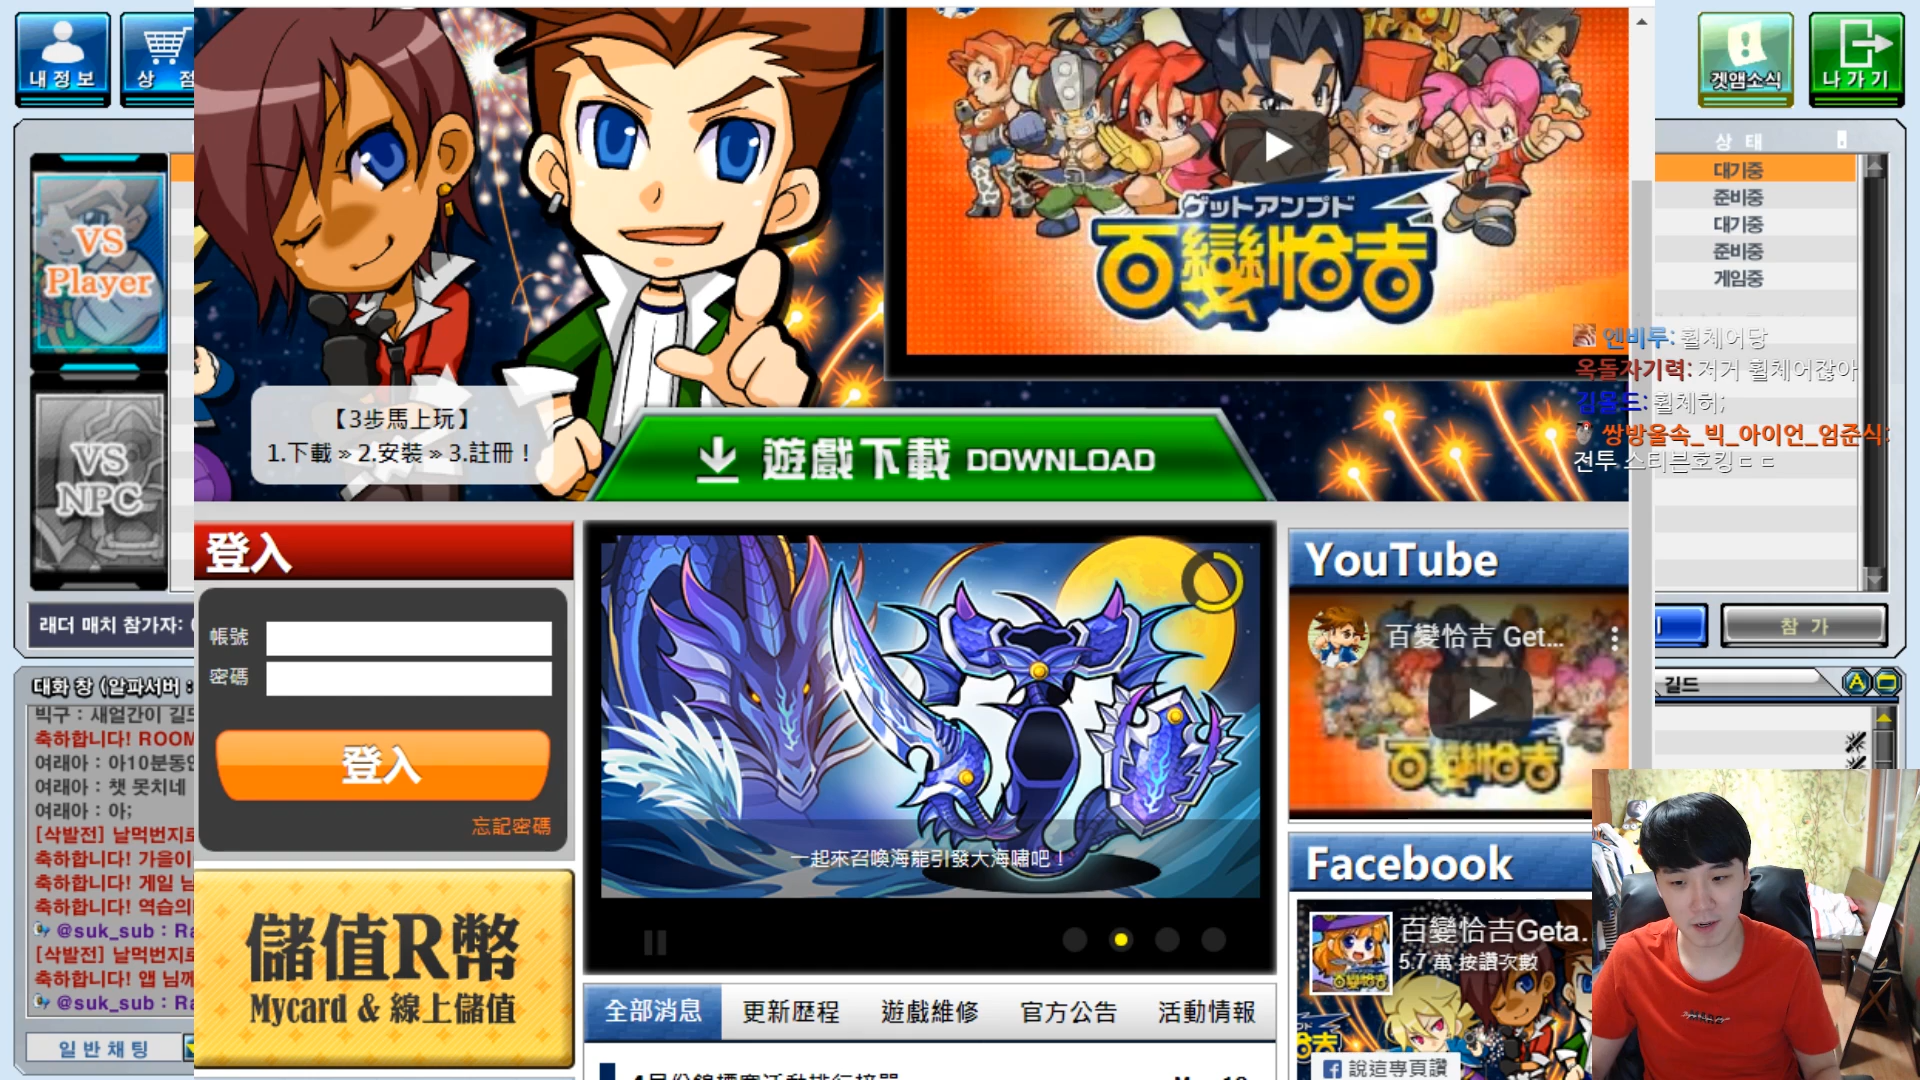 내 정 보
상 점
겟앰소식
나 가 기
ゲットアンプド
百變恰吉
상 태
대기중
준비중
대기중
준비중
게임중
VS
Player
VS
NPC
엔비루: 휠체어당
옥돌자기력: 저거 휠체어잖아
김몰드: 휠체허;
쌍방울속_빅_아이언_엄준식:
전투 스티븐호킹ㄷㄷ
【3步馬上玩】
1.下載 » 2.安裝 » 3.註冊！
遊戲下載 DOWNLOAD
登入
帳號
密碼
登入
忘記密碼
一起來召喚海龍引發大海嘯吧！
YouTube
百變恰吉 Get...
百變恰吉
래더 매치 참가자:
참 가
대화 창 (알파서버 :
길드
빅구 : 새얼간이 길드
축하합니다! ROOM
여래아 : 아10분동안
여래아 : 챗 못치네
여래아 : 아;
[삭발전] 날먹번지로
축하합니다! 가을이
축하합니다! 게일 님
축하합니다! 역습의
@suk_sub : Ra
[삭발전] 날먹번지로
축하합니다! 앱 님께
@suk_sub : Ra
일 반 채 팅
儲值R幣
Mycard & 線上儲值
Facebook
百變恰吉Geta.
5.7 萬 按讚次數
說這專頁讚
全部消息
更新歷程
遊戲維修
官方公告
活動情報